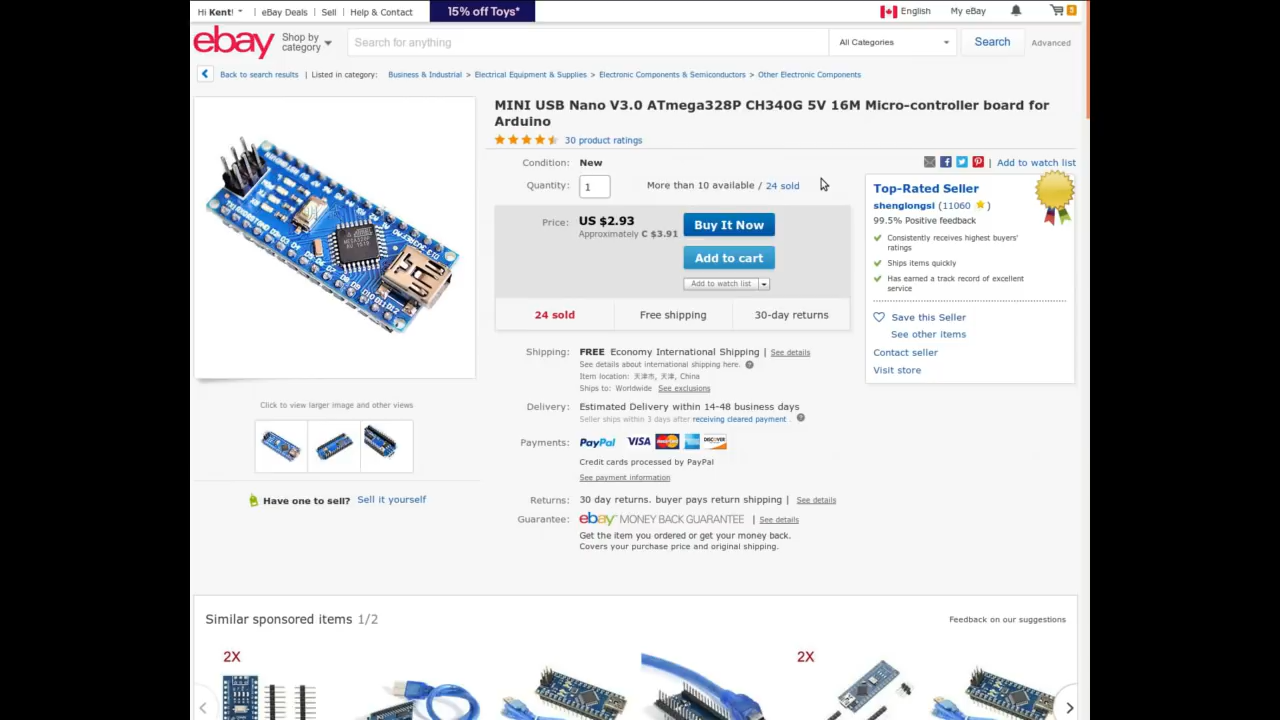 Hi Kent! | eBay Deals | Sell | Help & Contact
15% off Toys*
English My eBay 3
ebay Shop by category
Search for anything
All Categories
Search
Advanced
Back to search results | Listed in category: Business & Industrial > Electrical Equipment & Supplies > Electronic Components & Semiconductors > Other Electronic Components
MINI USB Nano V3.0 ATmega328P CH340G 5V 16M Micro-controller board for
Arduino
30 product ratings
Condition: New
| Add to watch list
Quantity: 1 More than 10 available / 24 sold
Price: US $2.93
Approximately C $3.91
Buy It Now
Add to cart
Add to watch list
24 sold Free shipping 30-day returns
Top-Rated Seller
shenglongsi (11060 )
99.5% Positive feedback
Consistently receives highest buyers'
ratings
Ships items quickly
Has earned a track record of excellent
service
Save this Seller
See other items
Contact seller
Visit store
Shipping: FREE Economy International Shipping | See details
See details about international shipping here. ?
Item location: 天津市, 天津, China
Ships to: Worldwide See exclusions
Delivery: Estimated Delivery within 14-48 business days
Seller ships within 3 days after receiving cleared payment . ?
Payments: PayPal VISA MasterCard DISCOVER
Credit cards processed by PayPal
See payment information
Returns: 30 day returns. buyer pays return shipping | See details
Guarantee: ebay MONEY BACK GUARANTEE | See details
Get the item you ordered or get your money back.
Covers your purchase price and original shipping.
Click to view larger image and other views
Have one to sell? Sell it yourself
Similar sponsored items 1/2
Feedback on our suggestions
2X
2X